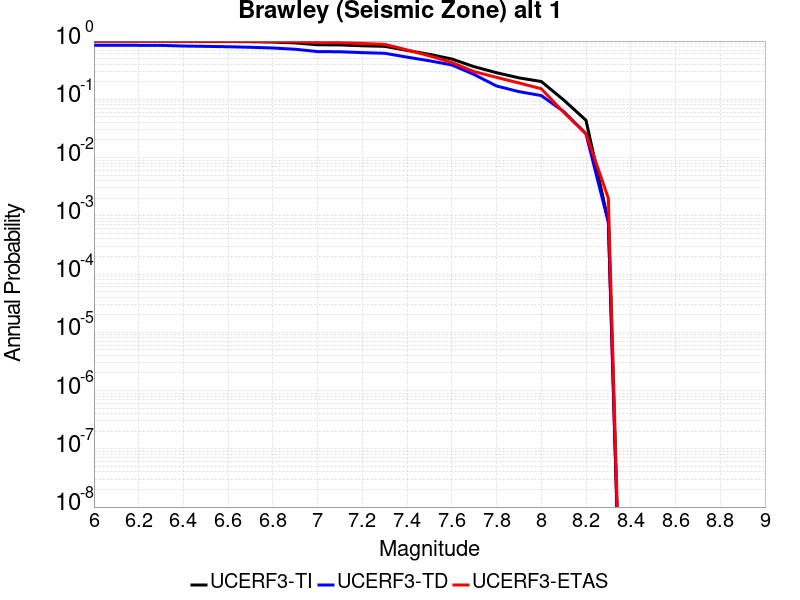 Brawley (Seismic Zone) alt 1
10^0
10^-1
10^-2
10^-3
10^-4
10^-5
10^-6
10^-7
10^-8
Annual Probability
6 6.2 6.4 6.6 6.8 7 7.2 7.4 7.6 7.8 8 8.2 8.4 8.6 8.8 9
Magnitude
UCERF3-TI UCERF3-TD UCERF3-ETAS